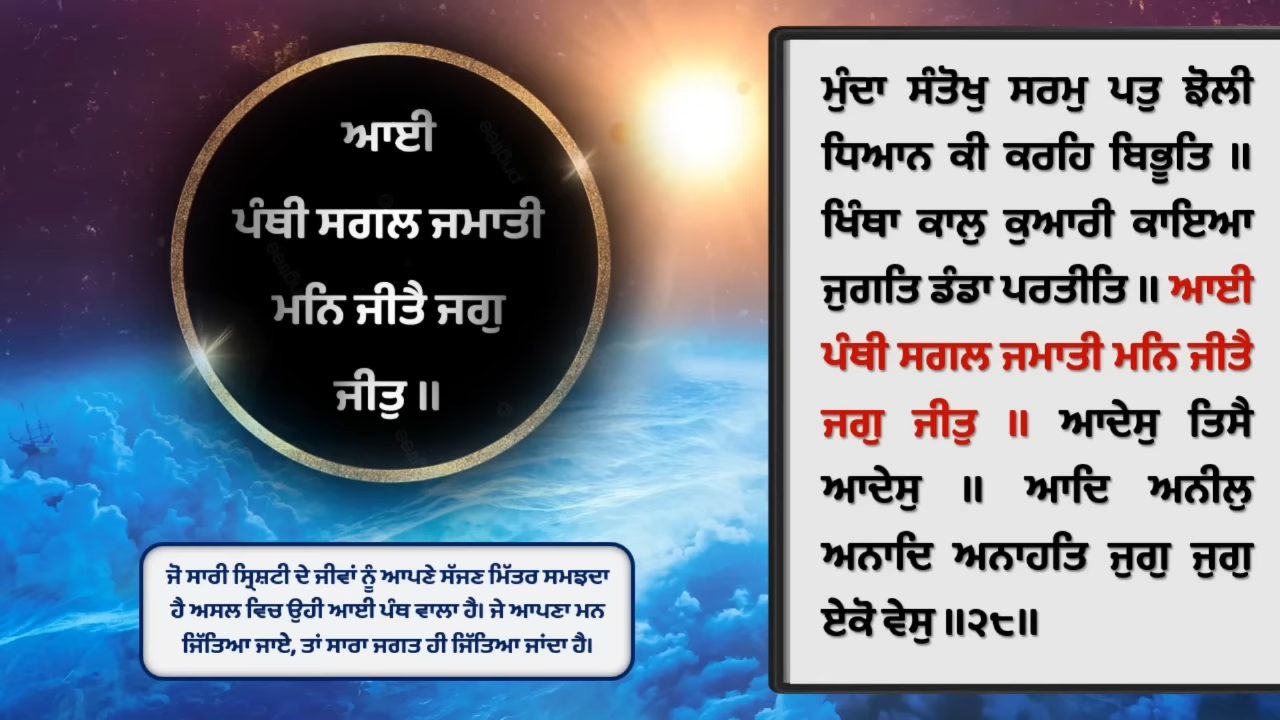 ਆਈ
ਪੰਥੀ ਸਗਲ ਜਮਾਤੀ
ਮਨਿ ਜੀਤੈ ਜਗੁ
ਜੀਤੁ ॥
ਜੋ ਸਾਰੀ ਸ੍ਰਿਸ਼ਟੀ ਦੇ ਜੀਵਾਂ ਨੂੰ ਆਪਣੇ ਸੱਜਣ ਮਿੱਤਰ ਸਮਝਦਾ
ਹੈ ਅਸਲ ਵਿਚ ਉਹੀ ਆਈ ਪੰਥ ਵਾਲਾ ਹੈ। ਜੇ ਆਪਣਾ ਮਨ
ਜਿੱਤਿਆ ਜਾਏ, ਤਾਂ ਸਾਰਾ ਜਗਤ ਹੀ ਜਿੱਤਿਆ ਜਾਂਦਾ ਹੈ।
ਮੁੰਦਾ ਸੰਤੋਖੁ ਸਰਮੁ ਪਤੁ ਝੋਲੀ
ਧਿਆਨ ਕੀ ਕਰਹਿ ਬਿਭੂਤਿ ॥
ਖਿੰਥਾ ਕਾਲੁ ਕੁਆਰੀ ਕਾਇਆ
ਜੁਗਤਿ ਡੰਡਾ ਪਰਤੀਤਿ ॥ ਆਈ
ਪੰਥੀ ਸਗਲ ਜਮਾਤੀ ਮਨਿ ਜੀਤੈ
ਜਗੁ ਜੀਤੁ ॥ ਆਦੇਸੁ ਤਿਸੈ
ਆਦੇਸੁ ॥ ਆਦਿ ਅਨੀਲੁ
ਅਨਾਦਿ ਅਨਾਹਤਿ ਜੁਗੁ ਜੁਗੁ
ਏਕੋ ਵੇਸੁ ॥੨੮॥